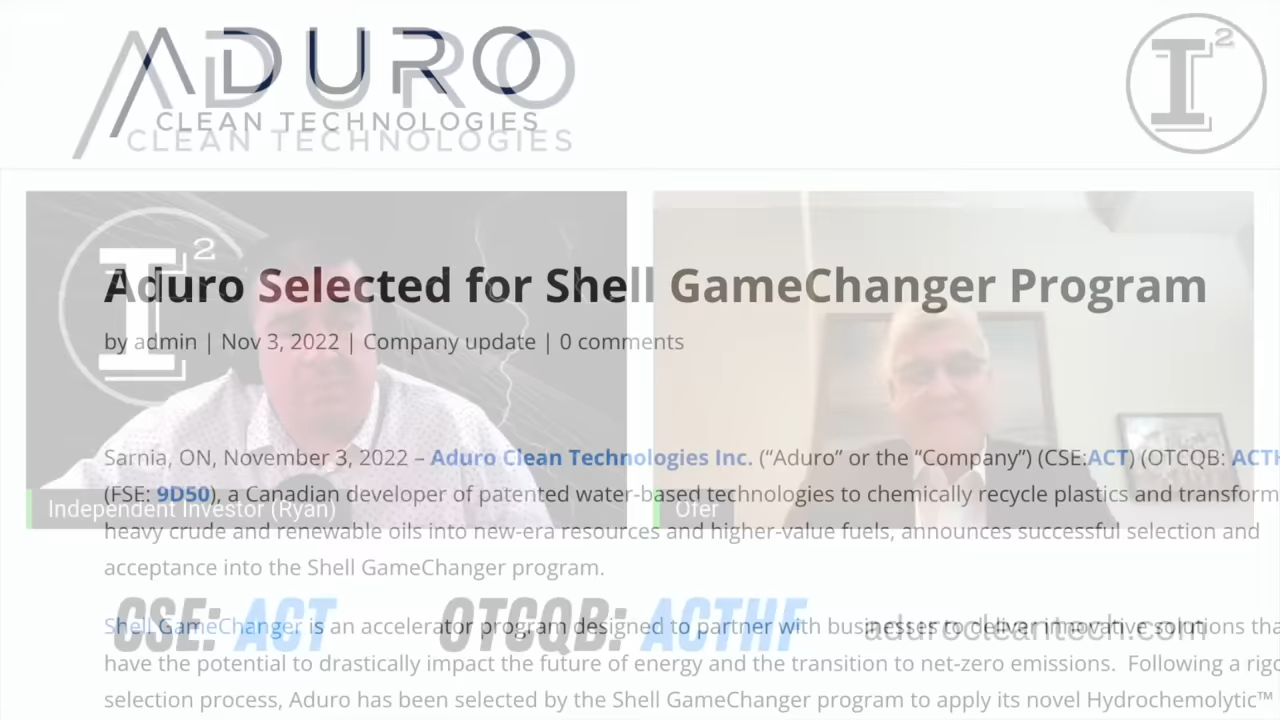 ADURO
CLEAN TECHNOLOGIES
ADURO
CLEAN TECHNOLOGIES
I²
I²
Aduro Selected for Shell GameChanger Program
by admin | Nov 3, 2022 | Company update | 0 comments
Sarnia, ON, November 3, 2022 – Aduro Clean Technologies Inc. (“Aduro” or the “Company”) (CSE:ACT) (OTCQB: ACTH
(FSE: 9D50), a Canadian developer of patented water-based technologies to chemically recycle plastics and transform
Independent Investor (Ryan)
Ofer
heavy crude and renewable oils into new-era resources and higher-value fuels, announces successful selection and
acceptance into the Shell GameChanger program.
CSE: ACT
OTCQB: ACTHF
adurocleantech.com
Shell GameChanger is an accelerator program designed to partner with businesses to deliver innovative solutions tha
have the potential to drastically impact the future of energy and the transition to net-zero emissions. Following a rigo
selection process, Aduro has been selected by the Shell GameChanger program to apply its novel Hydrochemolytic™